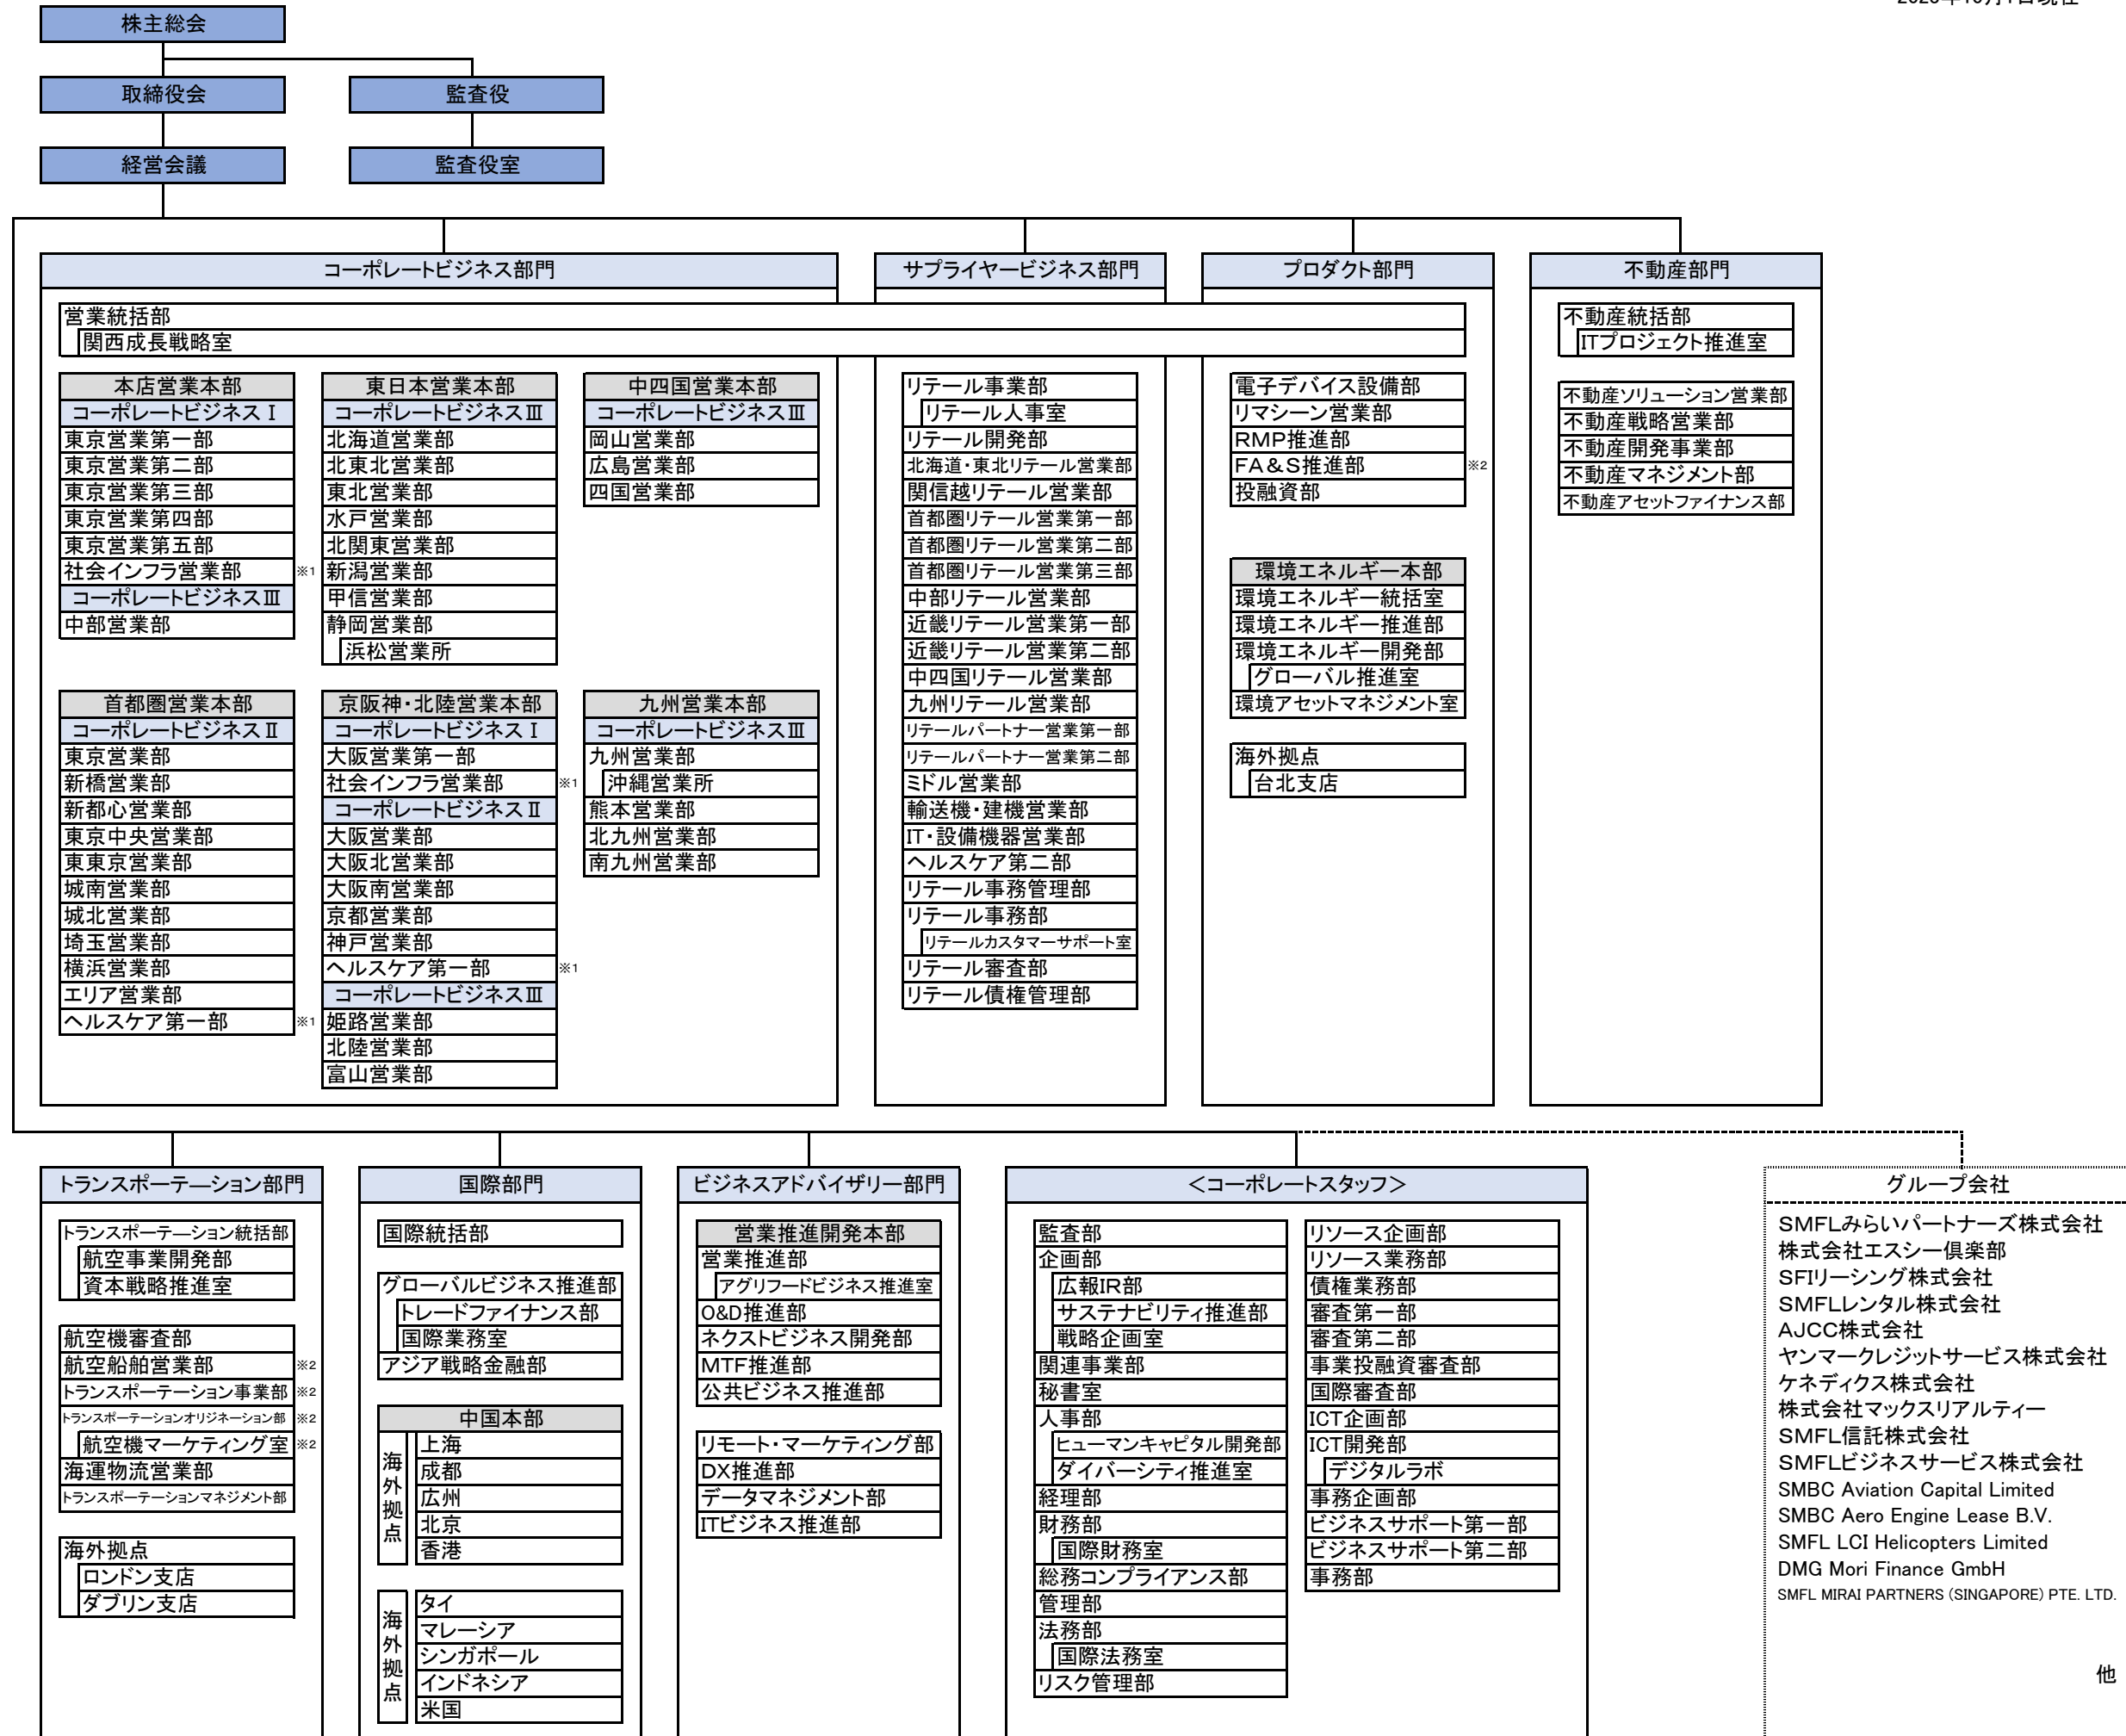 株主総会
取締役会
監査役
経営会議
監査役室
コーポレートビジネス部門
営業統括部
関西成長戦略室
本店営業本部
コーポレートビジネスⅠ
東京営業第一部
東京営業第二部
東京営業第三部
東京営業第四部
東京営業第五部
社会インフラ営業部 ※1
コーポレートビジネスⅢ
中部営業部
東日本営業本部
コーポレートビジネスⅢ
北海道営業部
北東北営業部
東北営業部
水戸営業部
北関東営業部
新潟営業部
甲信営業部
静岡営業部
浜松営業所
中四国営業本部
コーポレートビジネスⅢ
岡山営業部
広島営業部
四国営業部
首都圏営業本部
コーポレートビジネスⅡ
東京営業部
新橋営業部
新都心営業部
東京中央営業部
東東京営業部
城南営業部
城北営業部
埼玉営業部
横浜営業部
エリア営業部
ヘルスケア第一部 ※1
京阪神・北陸営業本部
コーポレートビジネスⅠ
大阪営業第一部
社会インフラ営業部 ※1
コーポレートビジネスⅡ
大阪営業部
大阪北営業部
大阪南営業部
京都営業部
神戸営業部
ヘルスケア第一部 ※1
コーポレートビジネスⅢ
姫路営業部
北陸営業部
富山営業部
九州営業本部
コーポレートビジネスⅢ
九州営業部
沖縄営業所
熊本営業部
北九州営業部
南九州営業部
サプライヤービジネス部門
リテール事業部
リテール人事室
リテール開発部
北海道・東北リテール営業部
関信越リテール営業部
首都圏リテール営業第一部
首都圏リテール営業第二部
首都圏リテール営業第三部
中部リテール営業部
近畿リテール営業第一部
近畿リテール営業第二部
中四国リテール営業部
九州リテール営業部
リテールパートナー営業第一部
リテールパートナー営業第二部
ミドル営業部
輸送機・建機営業部
IT・設備機器営業部
ヘルスケア第二部
リテール事務管理部
リテール事務部
リテールカスタマーサポート室
リテール審査部
リテール債権管理部
プロダクト部門
電子デバイス設備部
リマシーン営業部
RMP推進部
FA&S推進部 ※2
投融資部
環境エネルギー本部
環境エネルギー統括室
環境エネルギー推進部
環境エネルギー開発部
グローバル推進室
環境アセットマネジメント室
海外拠点
台北支店
不動産部門
不動産統括部
ITプロジェクト推進室
不動産ソリューション営業部
不動産戦略営業部
不動産開発事業部
不動産マネジメント部
不動産アセットファイナンス部
トランスポーテーション部門
トランスポーテーション統括部
航空事業開発部
資本戦略推進室
航空機審査部
航空船舶営業部 ※2
トランスポーテーション事業部 ※2
トランスポーテーションオリジネーション部 ※2
航空機マーケティング室 ※2
海運物流営業部
トランスポーテーションマネジメント部
海外拠点
ロンドン支店
ダブリン支店
国際部門
国際統括部
グローバルビジネス推進部
トレードファイナンス部
国際業務室
アジア戦略金融部
中国本部
海外拠点
上海
成都
広州
北京
香港
海外拠点
タイ
マレーシア
シンガポール
インドネシア
米国
ビジネスアドバイザリー部門
営業推進開発本部
営業推進部
アグリフードビジネス推進室
O&D推進部
ネクストビジネス開発部
MTF推進部
公共ビジネス推進部
リモート・マーケティング部
DX推進部
データマネジメント部
ITビジネス推進部
<コーポレートスタッフ>
監査部
企画部
広報IR部
サステナビリティ推進部
戦略企画室
関連事業部
秘書室
人事部
ヒューマンキャピタル開発部
ダイバーシティ推進室
経理部
財務部
国際財務室
総務コンプライアンス部
管理部
法務部
国際法務室
リスク管理部
リソース企画部
リソース業務部
債権業務部
審査第一部
審査第二部
事業投融資審査部
国際審査部
ICT企画部
ICT開発部
デジタルラボ
事務企画部
ビジネスサポート第一部
ビジネスサポート第二部
事務部
グループ会社
SMFLみらいパートナーズ株式会社
株式会社エスシー倶楽部
SFIリーシング株式会社
SMFLレンタル株式会社
AJCC株式会社
ヤンマークレジットサービス株式会社
ケネディクス株式会社
株式会社マックスリアルティー
SMFL信託株式会社
SMFLビジネスサービス株式会社
SMBC Aviation Capital Limited
SMBC Aero Engine Lease B.V.
SMFL LCI Helicopters Limited
DMG Mori Finance GmbH
SMFL MIRAI PARTNERS (SINGAPORE) PTE. LTD.
他